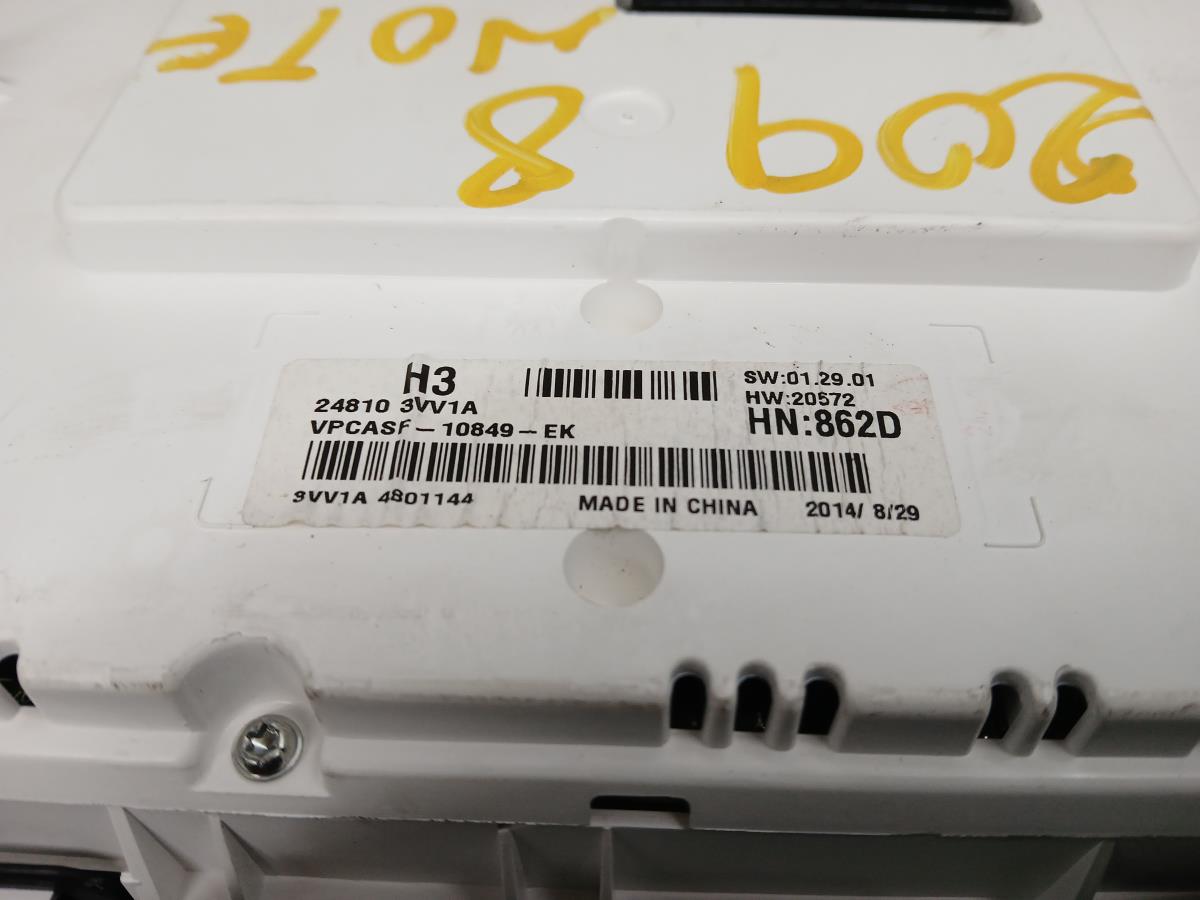 209 8
NOTE
H3
24810 3VV1A
VPCASF-10849-EK
SW:01.29.01
HW:20572
HN:862D
3VV1A 4801144
MADE IN CHINA
2014/ 8/29